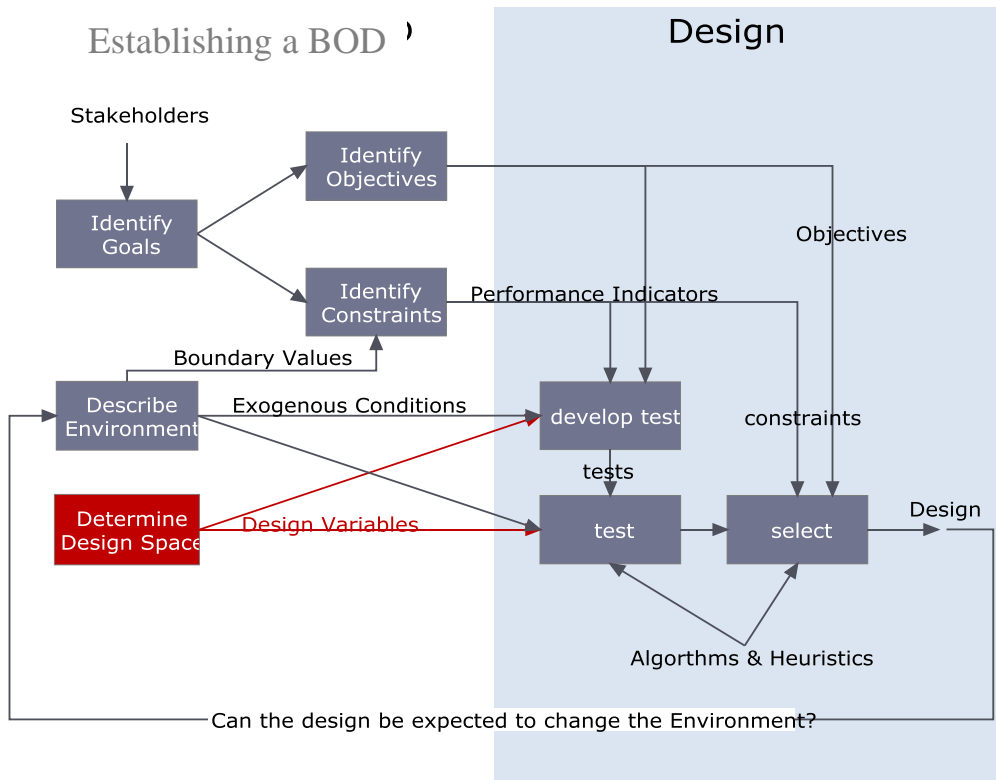 Establishing a BOD
Design
Stakeholders
Identify
Goals
Identify
Objectives
Objectives
Identify
Constraints
Performance Indicators
Boundary Values
Describe
Environment
Exogenous Conditions
develop test
constraints
tests
Determine
Design Space
Design Variables
test
select
Design
Algorthms & Heuristics
Can the design be expected to change the Environment?